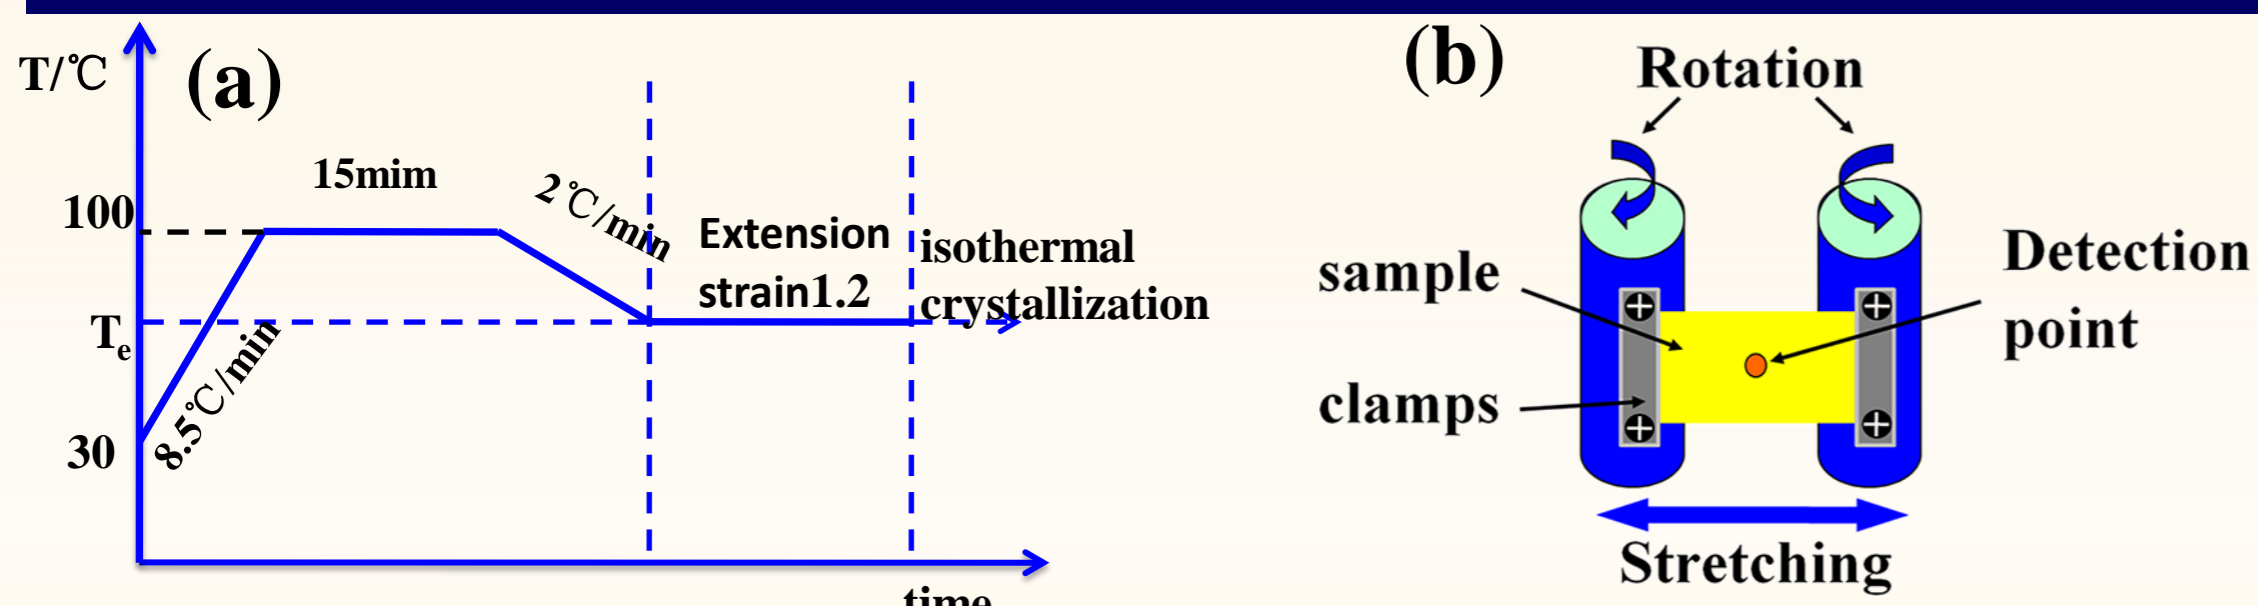 (a)
T/℃
15mim
100
2℃/min
Extension
strain1.2
isothermal
crystallization
Te
8.5℃/min
30
time
(b)
Rotation
sample
Detection
point
clamps
Stretching